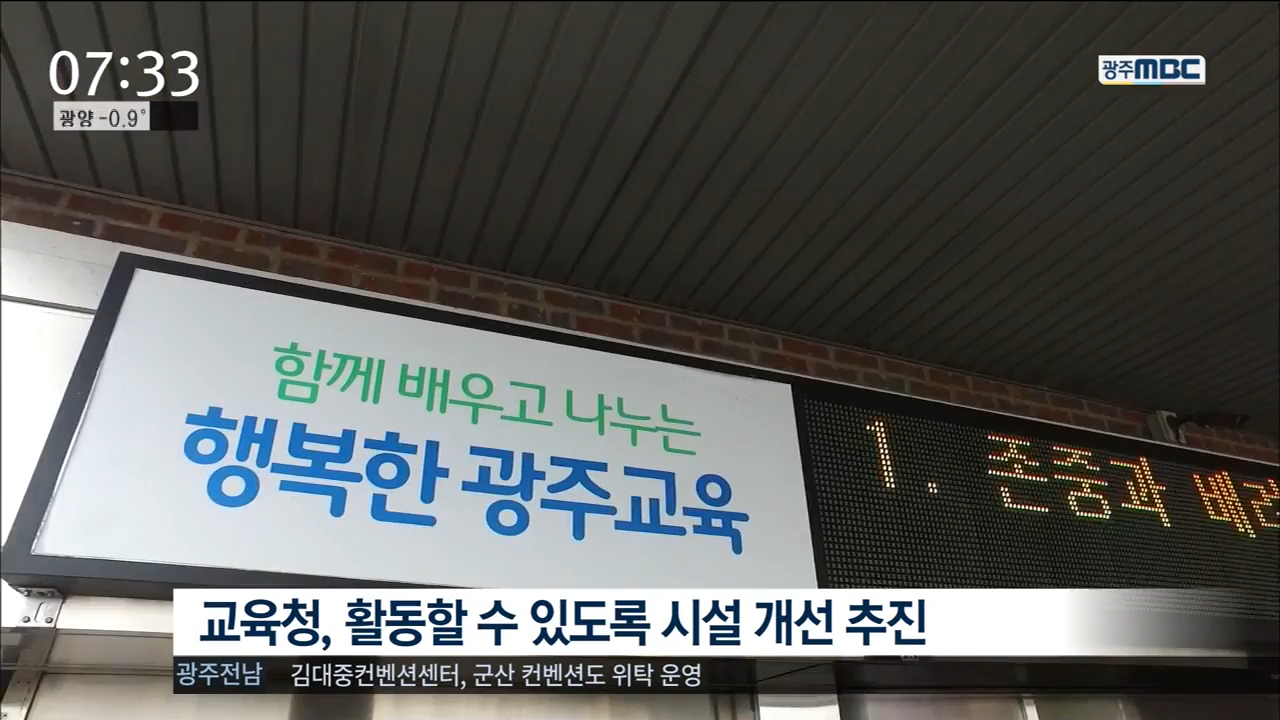 07:33
광양 -0.9°
광주MBC
함께 배우고 나누는
행복한 광주교육
1. 존중과 배려
교육청, 활동할 수 있도록 시설 개선 추진
광주전남 김대중컨벤션센터, 군산 컨벤션도 위탁 운영